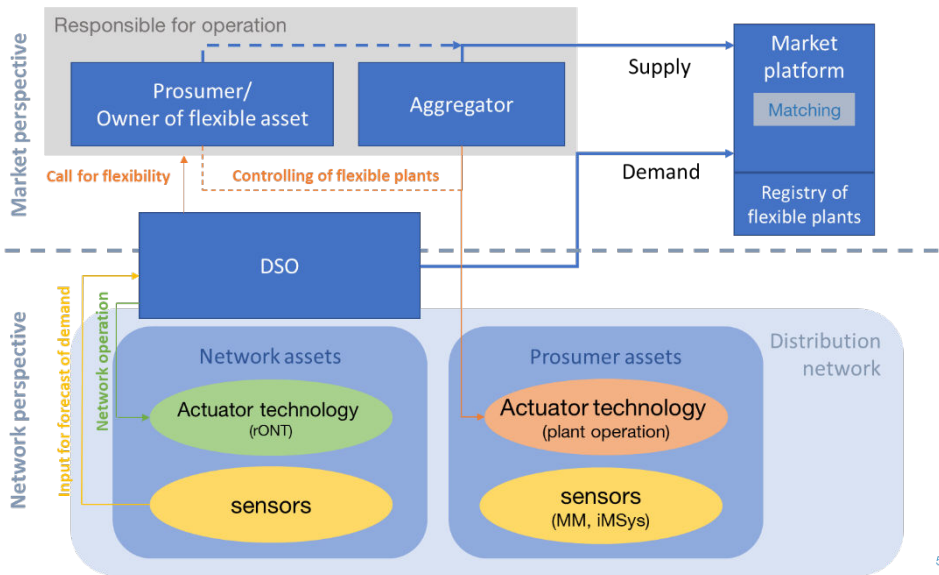 Market perspective
Responsible for operation
Prosumer/
Owner of flexible asset
Aggregator
Supply
Market
platform
Matching
Call for flexibility
Controlling of flexible plants
Demand
Registry of
flexible plants
DSO
Network perspective
Input for forecast of demand
Network operation
Network assets
Prosumer assets
Distribution
network
Actuator technology
(rONT)
Actuator technology
(plant operation)
sensors
sensors
(MM, iMSys)
5